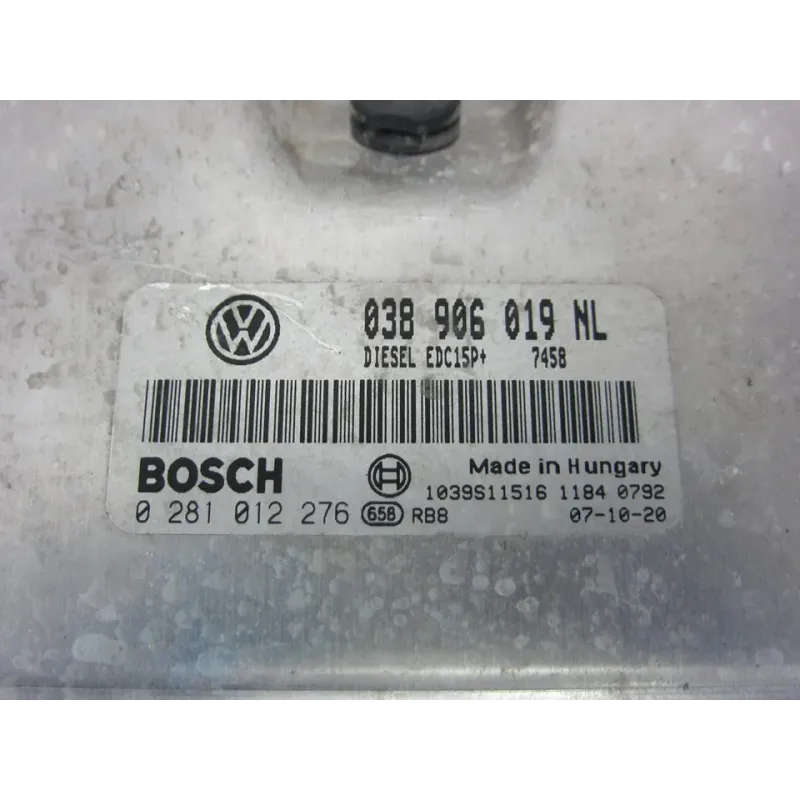 038 906 019 NL
DIESEL EDC15P+ 7458
BOSCH
Made in Hungary
1039S11516 1184 0792
0 281 012 276 658 RB8 07-10-20